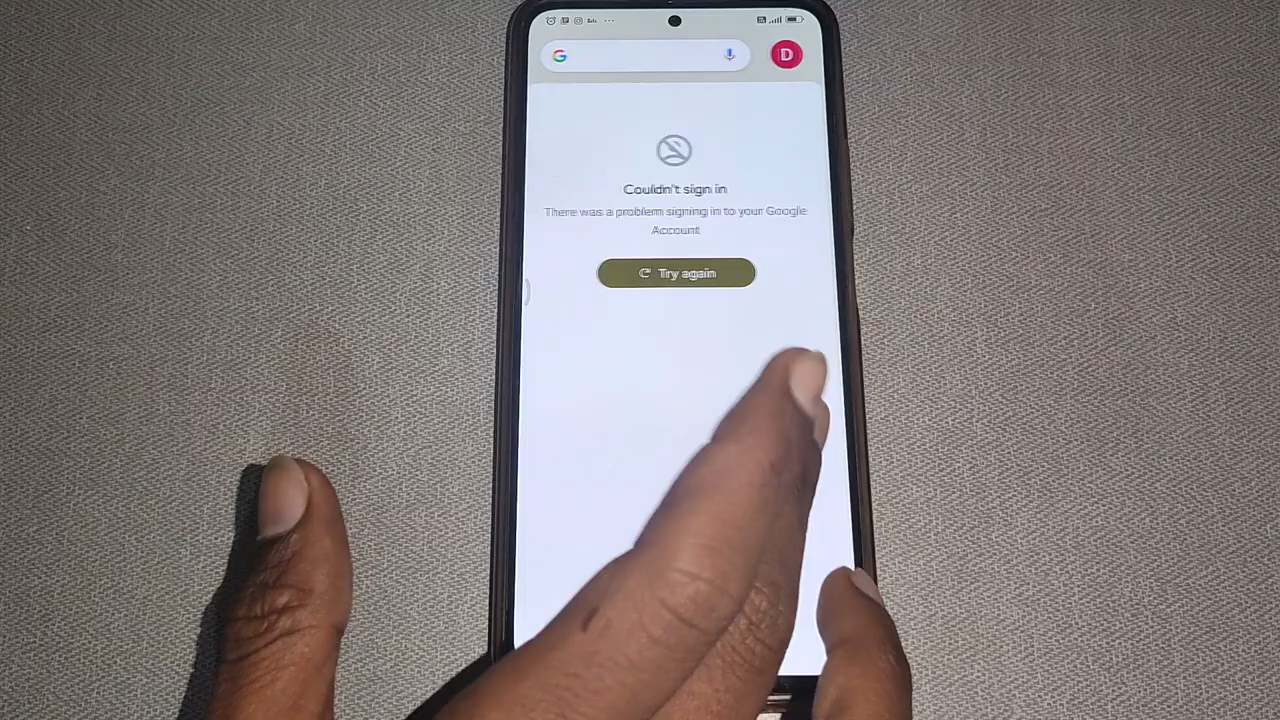 D
Couldn't sign in
There was a problem signing in to your Google
Account
Try again